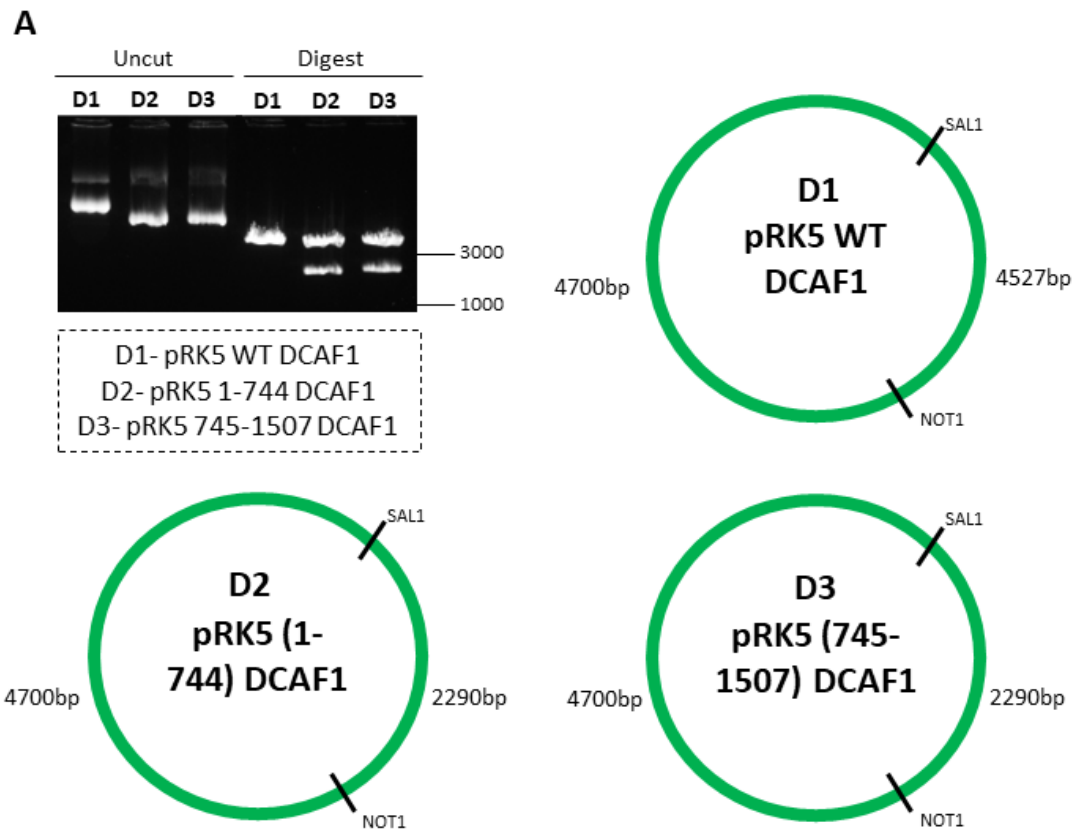 A
Uncut
Digest
D1 D2 D3 D1 D2 D3
3000
1000
D1- pRK5 WT DCAF1
D2- pRK5 1-744 DCAF1
D3- pRK5 745-1507 DCAF1
SAL1
D1
pRK5 WT
DCAF1
4700bp
4527bp
NOT1
SAL1
D2
pRK5 (1-
744) DCAF1
4700bp
2290bp
NOT1
SAL1
D3
pRK5 (745-
1507) DCAF1
4700bp
2290bp
NOT1